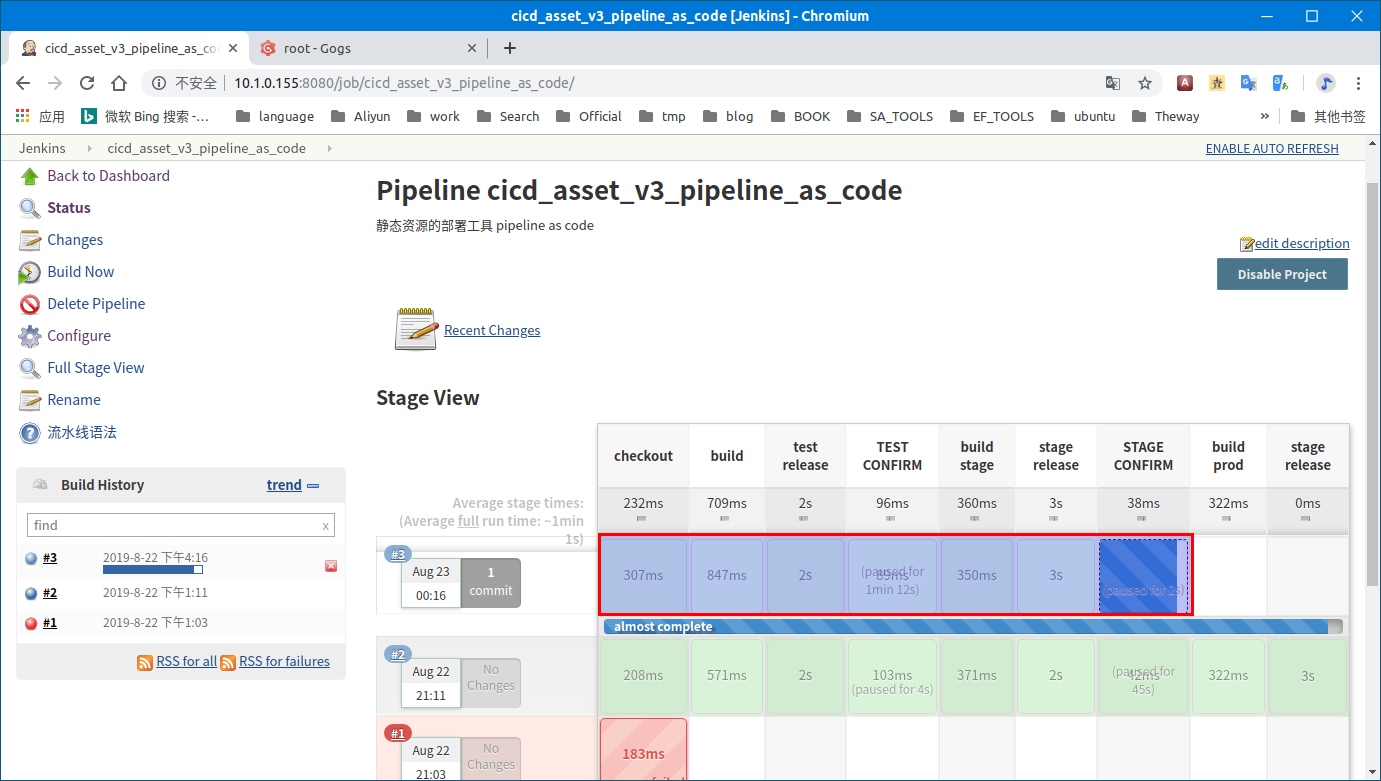 cicd_asset_v3_pipeline_as_code [Jenkins] - Chromium
cicd_asset_v3_pipeline_as_co
root - Gogs
不安全 10.1.0.155:8080/job/cicd_asset_v3_pipeline_as_code/
应用 微软 Bing 搜索 -... language Aliyun work Search Official tmp blog BOOK SA_TOOLS EF_TOOLS ubuntu Theway » 其他书签
Jenkins cicd_asset_v3_pipeline_as_code ENABLE AUTO REFRESH
Back to Dashboard
Status
Changes
Build Now
Delete Pipeline
Configure
Full Stage View
Rename
流水线语法
Build History trend
find x
#3 2019-8-22 下午4:16
#2 2019-8-22 下午1:11
#1 2019-8-22 下午1:03
RSS for all RSS for failures
Pipeline cicd_asset_v3_pipeline_as_code
静态资源的部署工具 pipeline as code
edit description
Disable Project
Recent Changes
Stage View
checkout build test release TEST CONFIRM build stage stage release STAGE CONFIRM build prod stage release
Average stage times:
(Average full run time: ~1min 1s)
232ms 709ms 2s 96ms 360ms 3s 38ms 322ms 0ms
#3
Aug 23
00:16
1
commit
307ms 847ms 2s 89ms 350ms 3s
(paused for 1min 12s)
(paused for 2s)
almost complete
#2
Aug 22
21:11
No
Changes
208ms 571ms 2s 103ms 371ms 2s 42ms 322ms 3s
(paused for 4s)
(paused for 45s)
#1
Aug 22
21:03
No
Changes
183ms
failed